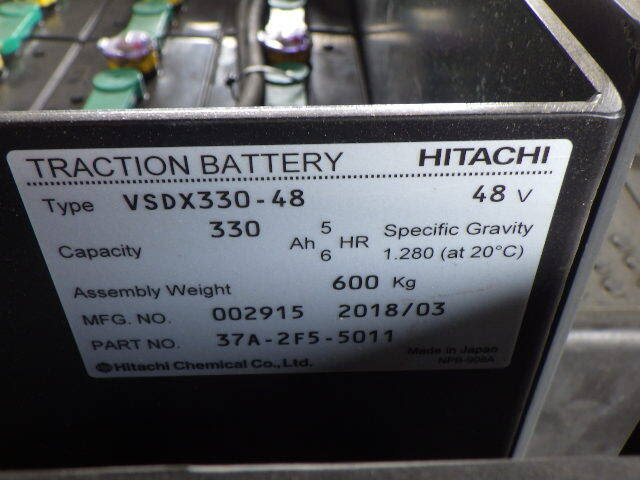 TRACTION BATTERY HITACHI
Type VSDX330-48 48 V
Capacity 330 Ah 5 6 HR Specific Gravity
1.280 (at 20°C)
Assembly Weight 600 Kg
MFG. NO. 002915 2018/03
PART NO. 37A-2F5-5011
Made in Japan
Hitachi Chemical Co., Ltd. NPB-908A